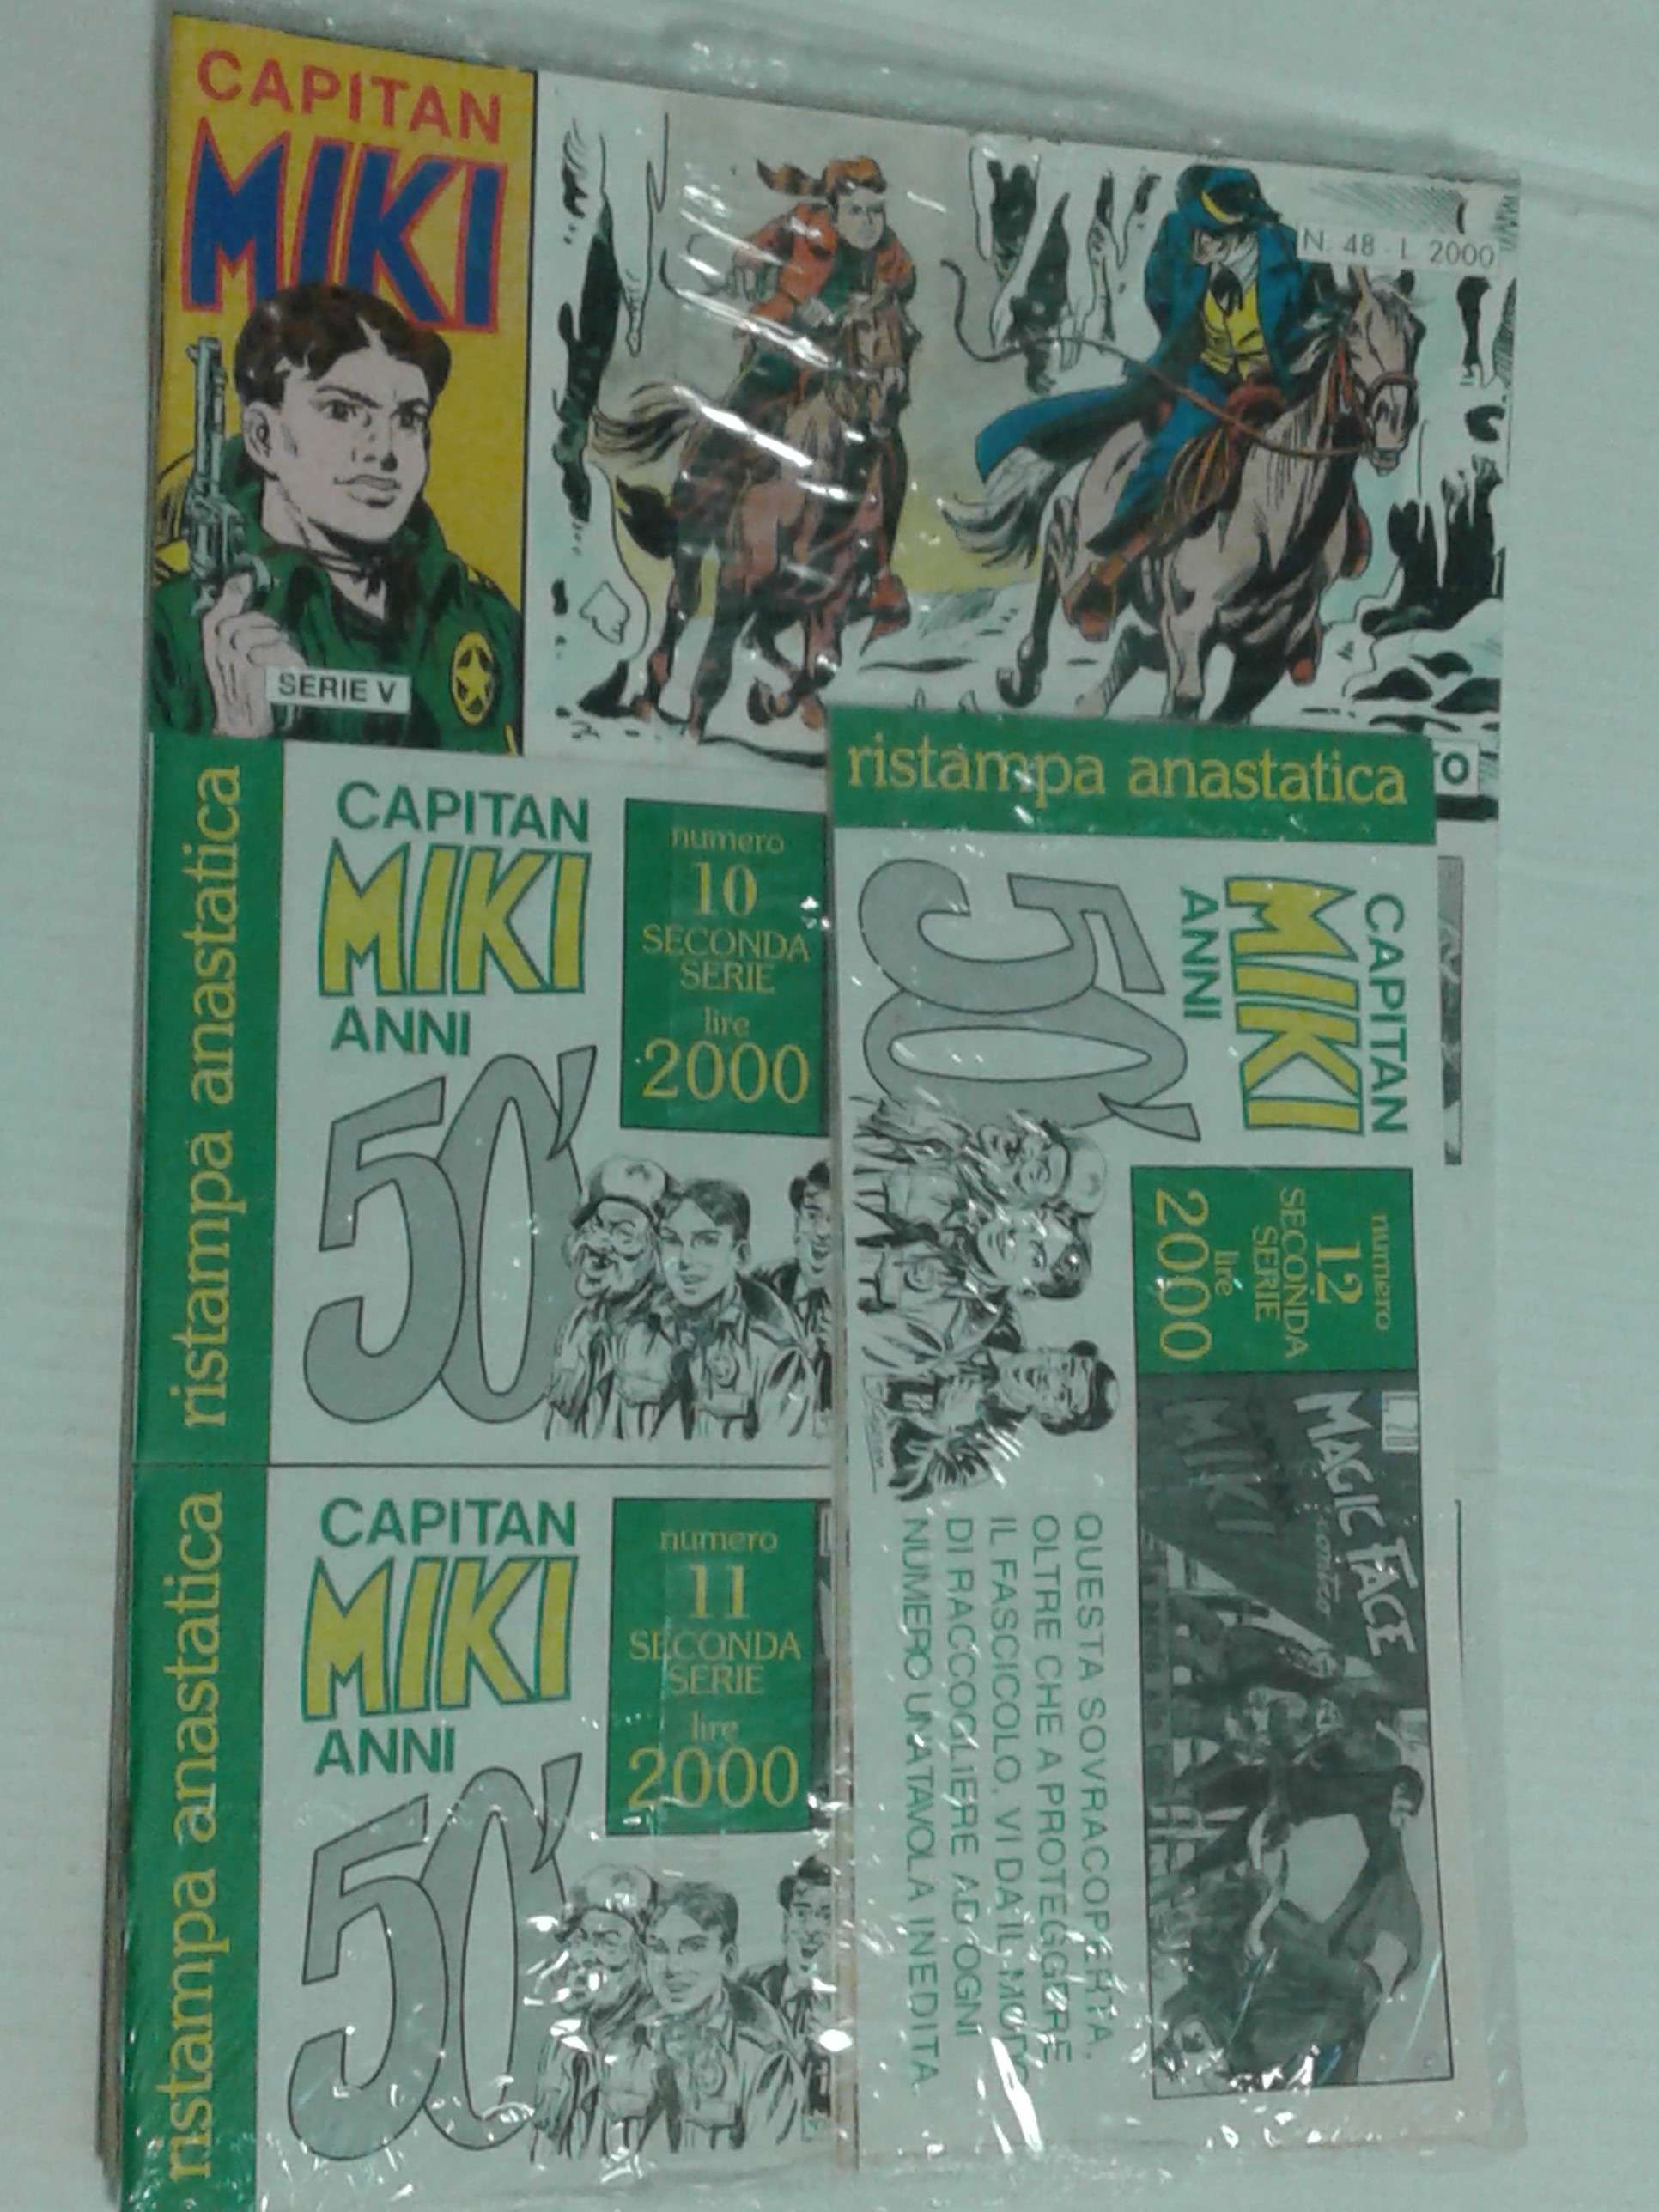 CAPITAN
MIKI
SERIE V
N. 48 - L. 2000
ristampa anastatica
CAPITAN
MIKI
ANNI
50'
numero
10
SECONDA
SERIE
lire
2000
ristampa anastatica
CAPITAN
MIKI
ANNI
50'
numero
11
SECONDA
SERIE
lire
2000
ristampa anastatica
CAPITAN
MIKI
ANNI
50'
numero
12
SECONDA
SERIE
lire
2000
MAGIC FACE
contro
MIKI
QUESTA SOVRACOPERTA,
OLTRE CHE A PROTEGGERE
IL FASCICOLO, VI DA IL MODO
DI RACCOGLIERE AD OGNI
NUMERO UNA TAVOLA INEDITA.